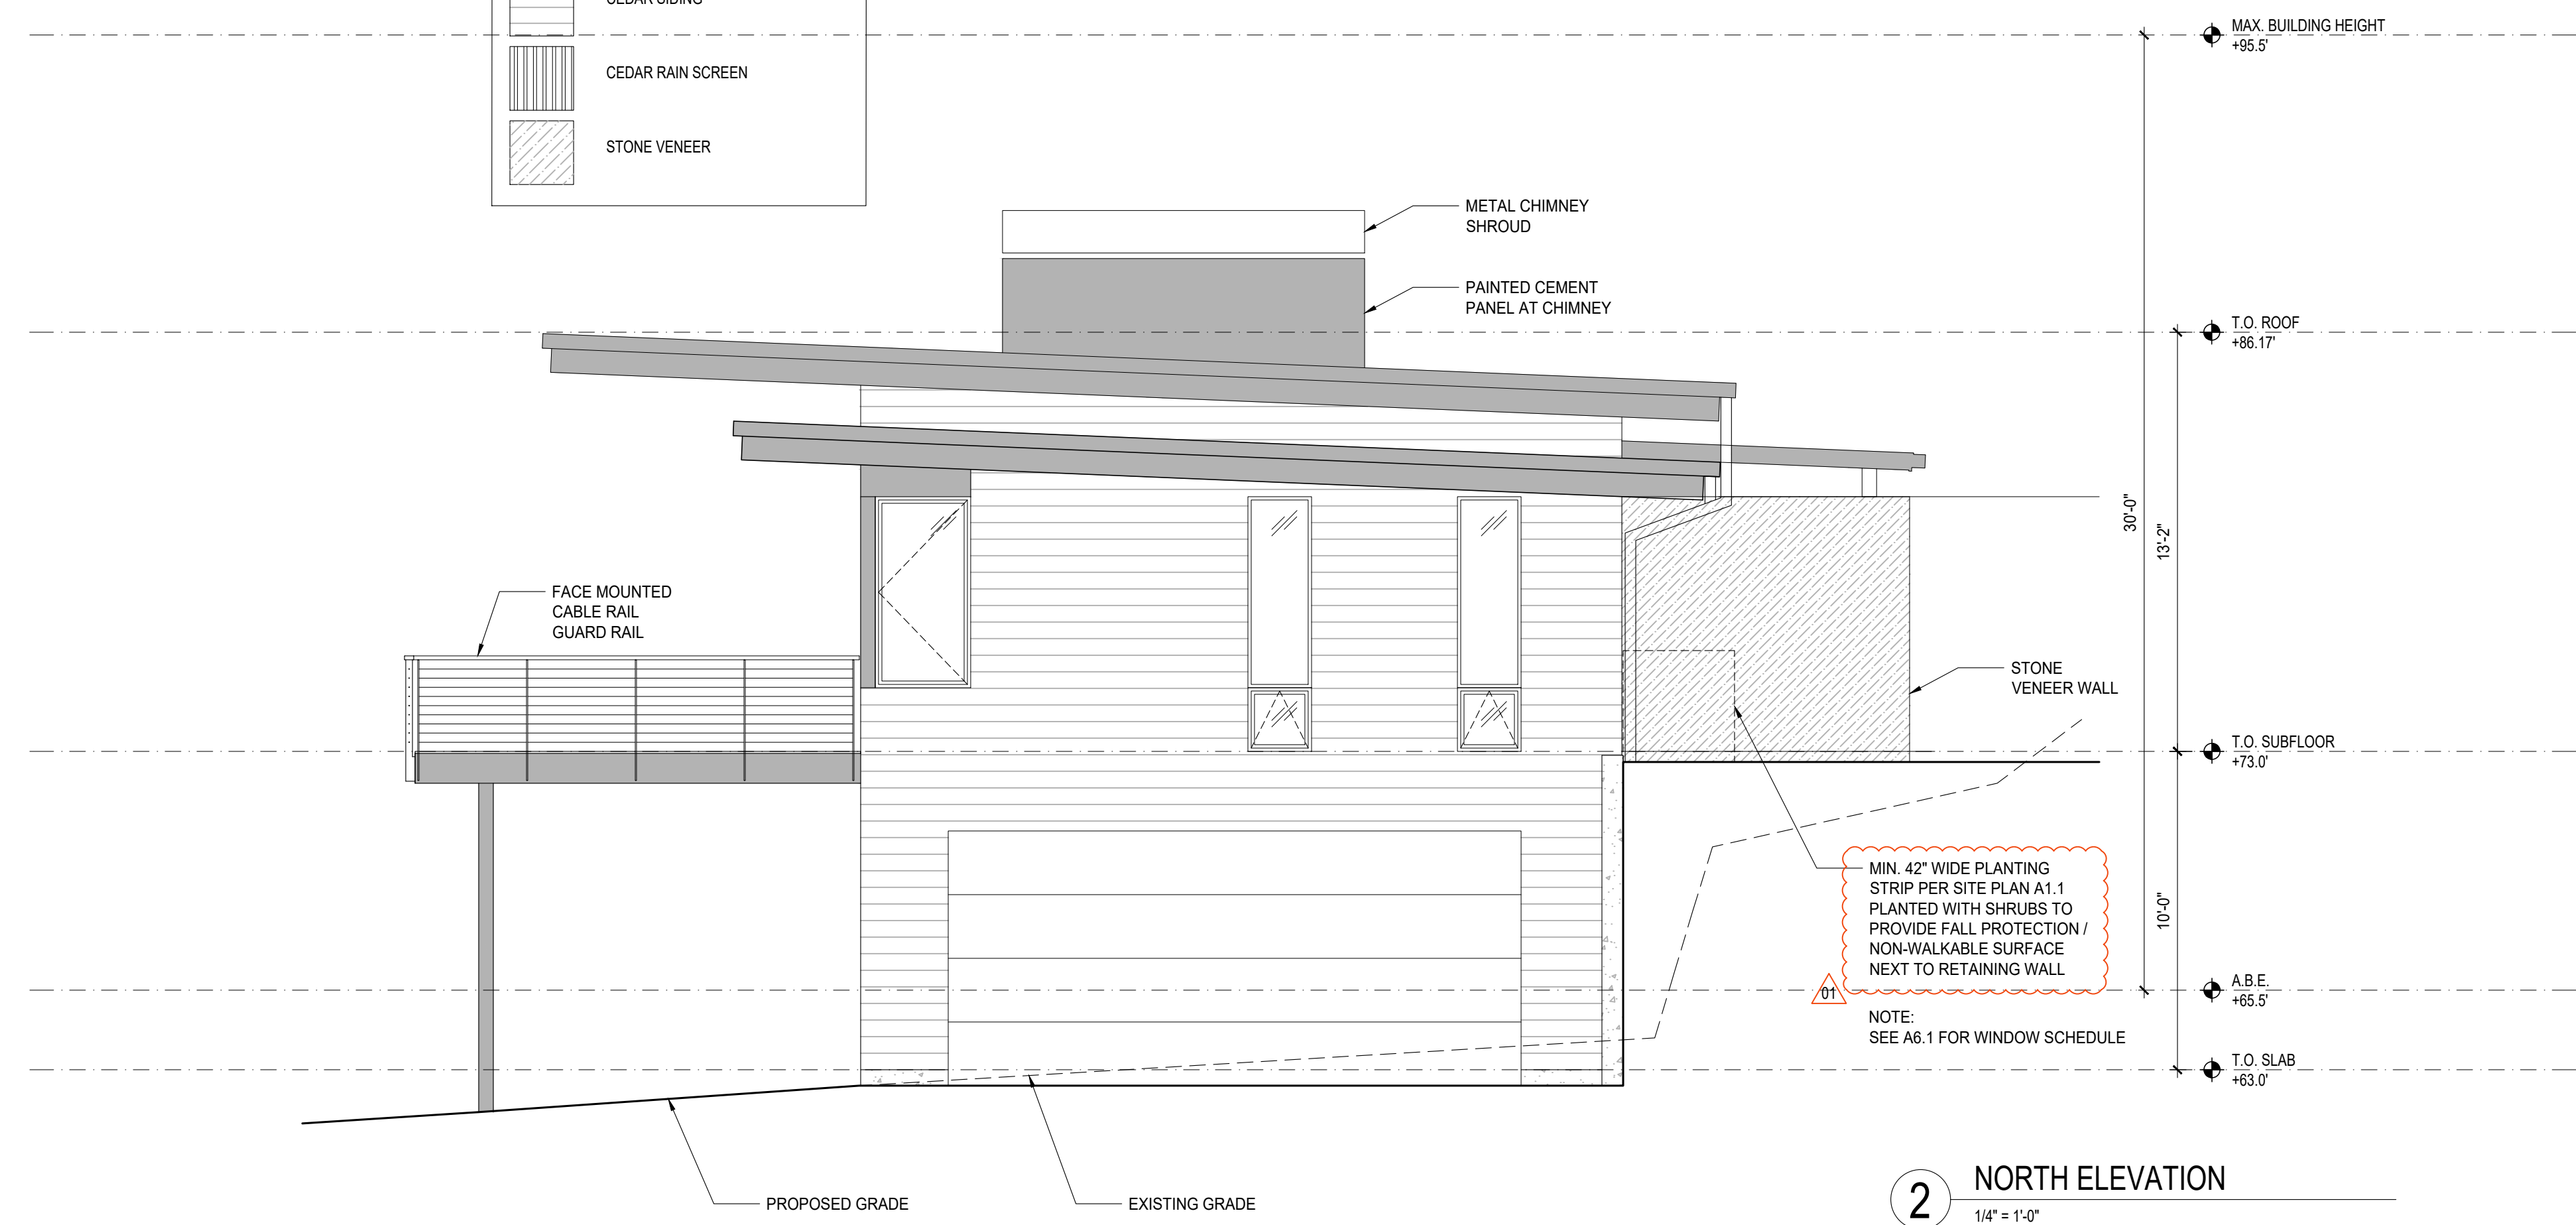 CEDAR SIDING
CEDAR RAIN SCREEN
STONE VENEER
MAX. BUILDING HEIGHT
+95.5'
METAL CHIMNEY
SHROUD
PAINTED CEMENT
PANEL AT CHIMNEY
T.O. ROOF
+86.17'
30'-0"
13'-2"
FACE MOUNTED
CABLE RAIL
GUARD RAIL
STONE
VENEER WALL
T.O. SUBFLOOR
+73.0'
MIN. 42" WIDE PLANTING
STRIP PER SITE PLAN A1.1
PLANTED WITH SHRUBS TO
PROVIDE FALL PROTECTION /
NON-WALKABLE SURFACE
NEXT TO RETAINING WALL
01
10'-0"
A.B.E.
+65.5'
NOTE:
SEE A6.1 FOR WINDOW SCHEDULE
T.O. SLAB
+63.0'
PROPOSED GRADE
EXISTING GRADE
2
NORTH ELEVATION
1/4" = 1'-0"